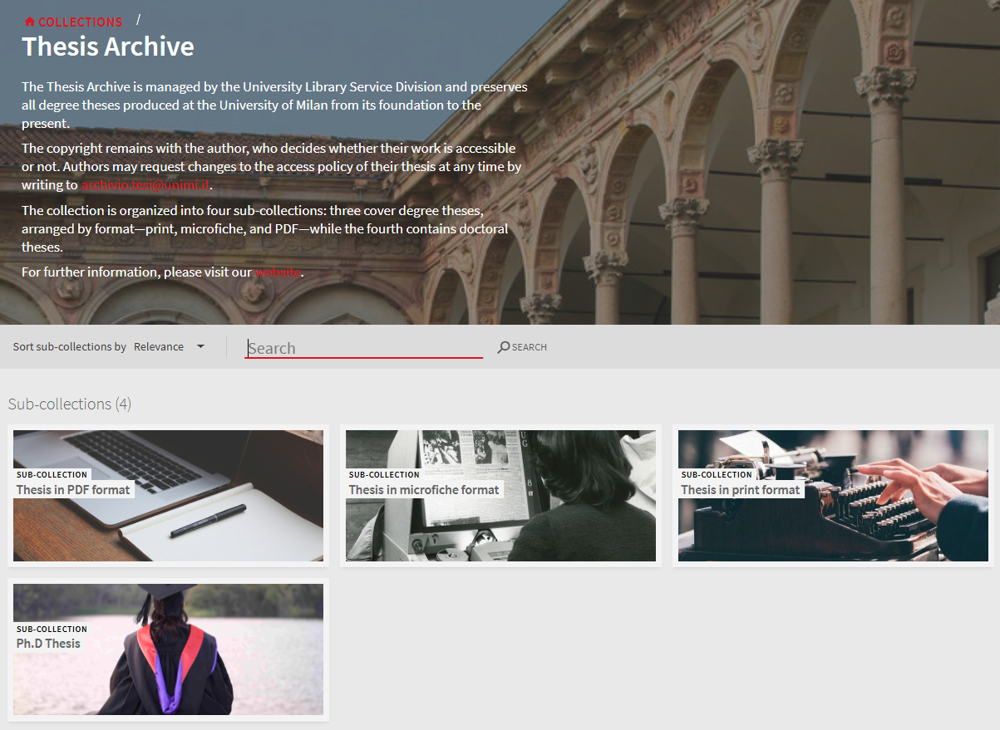 COLLECTIONS /
Thesis Archive
The Thesis Archive is managed by the University Library Service Division and preserves
all degree theses produced at the University of Milan from its foundation to the
present.
The copyright remains with the author, who decides whether their work is accessible
or not. Authors may request changes to the access policy of their thesis at any time by
writing to archivio.tesi@unimi.it.
The collection is organized into four sub-collections: three cover degree theses,
arranged by format—print, microfiche, and PDF—while the fourth contains doctoral
theses.
For further information, please visit our website.
Sort sub-collections by Relevance
Search
SEARCH
Sub-collections (4)
SUB-COLLECTION
Thesis in PDF format
SUB-COLLECTION
Thesis in microfiche format
SUB-COLLECTION
Thesis in print format
SUB-COLLECTION
Ph.D Thesis